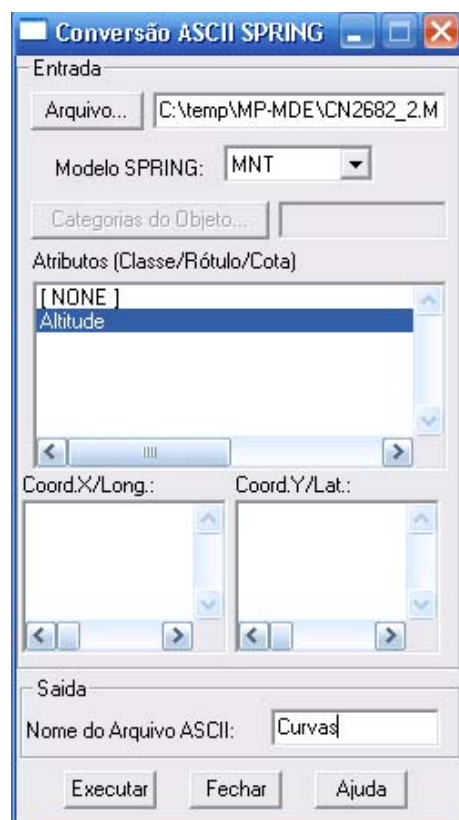 Conversão ASCII SPRING
Entrada
Arquivo... C:\temp\MP-MDE\CN2682_2.M
Modelo SPRING: MNT
Categorias do Objeto...
Atributos (Classe/Rótulo/Cota)
[ NONE ]
Altitude
Coord.X/Long.: Coord.Y/Lat.:
Saida
Nome do Arquivo ASCII: Curvas
Executar Fechar Ajuda